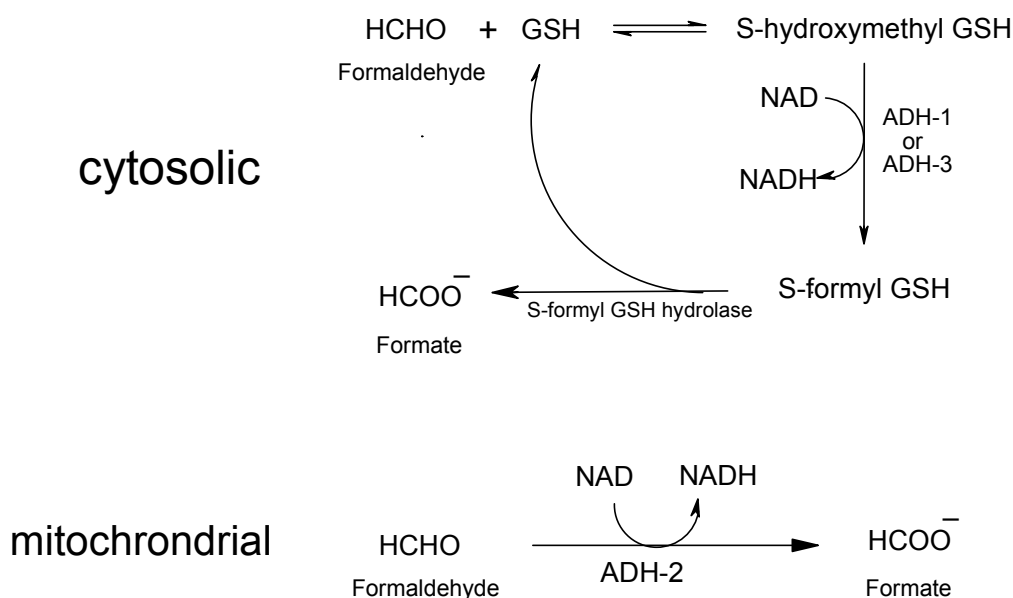 HCHO + GSH S-hydroxymethyl GSH
Formaldehyde
NAD ADH-1
or
cytosolic NADH ADH-3
HCOO⁻ S-formyl GSH
S-formyl GSH hydrolase
Formate
NAD NADH
mitochrondrial HCHO HCOO⁻
ADH-2
Formaldehyde Formate